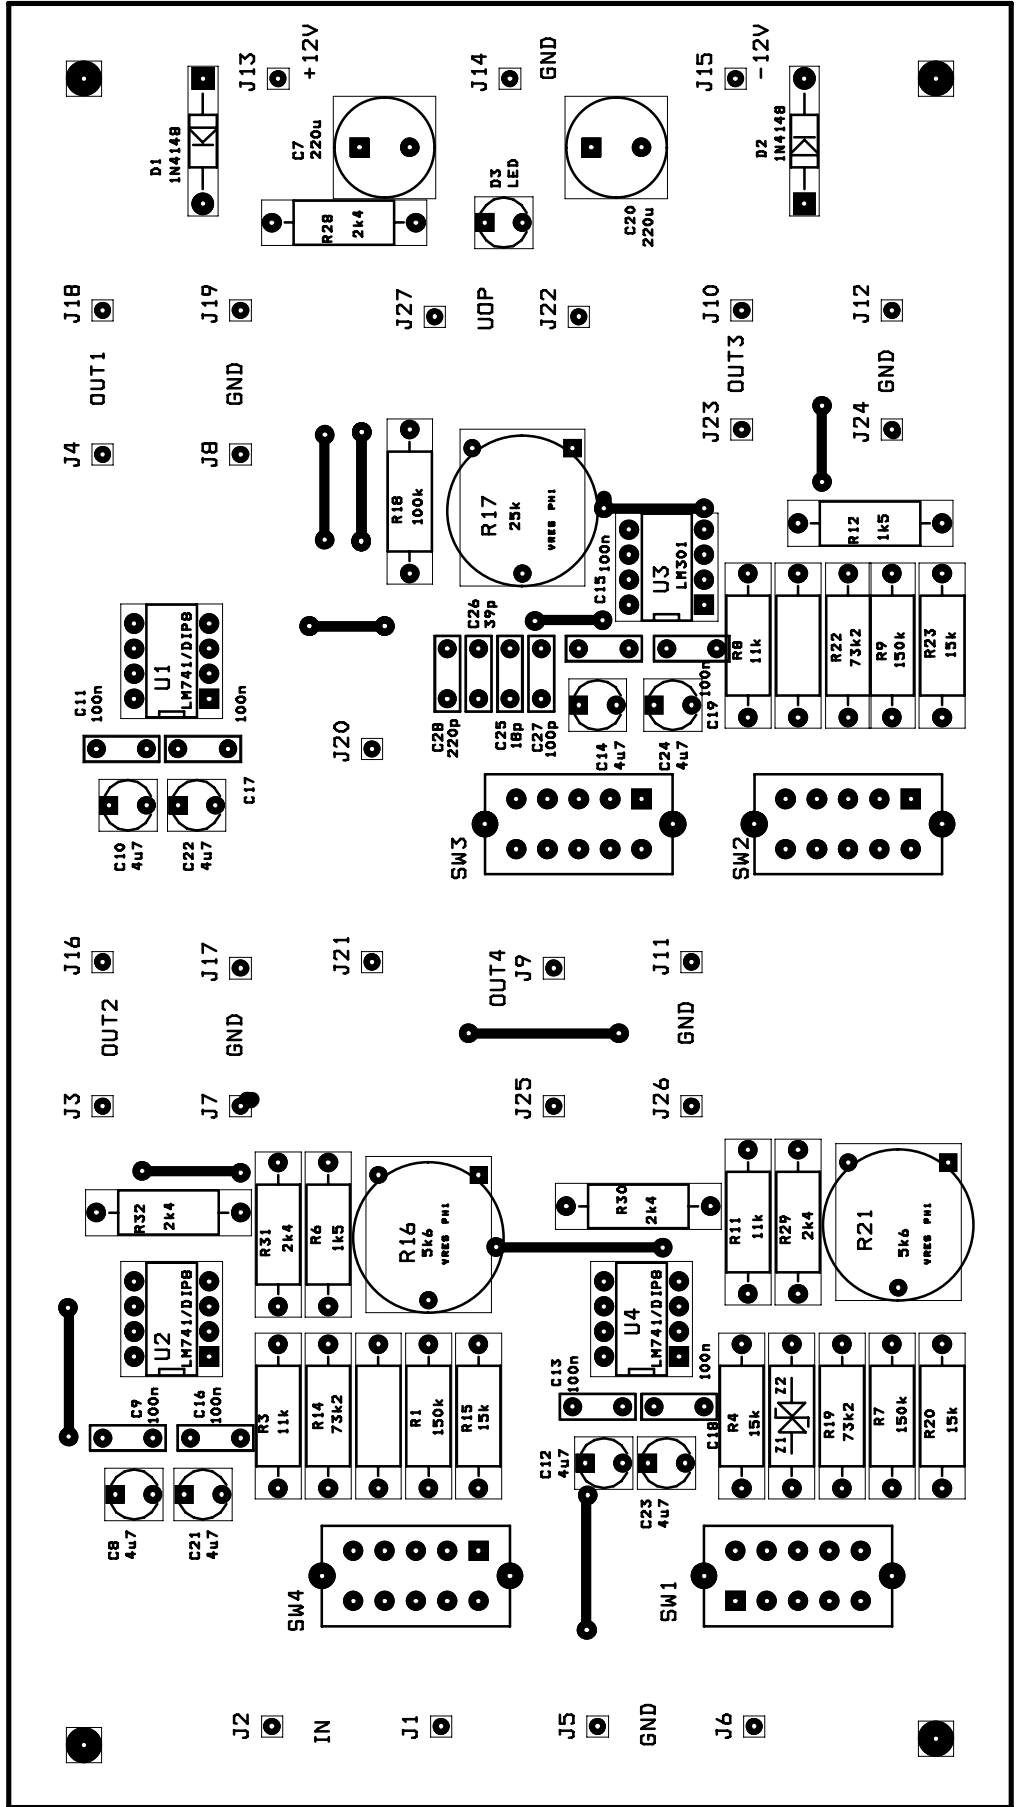 J13
+12V
J14
GND
J15
-12V
D1
1N4148
C7
220u
D3
LED
D2
1N4148
R28
2k4
C20
220u
J18
J19
J27
UOP
J22
J10
J12
OUT1
GND
OUT3
GND
J4
J8
J23
J24
R18
100k
R17
25k
VRES PH1
C15
100n
U3
LM301
R12
1k5
U1
LM741/DIP8
C11
100n
100n
C17
C26
39p
C28
220p
C25
18p
C27
100p
100n
C19
R8
11k
R22
73k2
R9
150k
R23
15k
J20
C14
4u7
C24
4u7
C10
4u7
C22
4u7
SW3
SW2
J16
J17
J21
OUT4
J9
J11
OUT2
GND
GND
J3
J7
J25
J26
R32
2k4
R31
2k4
R6
1k5
R16
5k6
VRES PH1
R30
2k4
R11
11k
R29
2k4
R21
5k6
VRES PH1
U2
LM741/DIP8
U4
LM741/DIP8
C9
100n
C16
100n
R3
11k
R14
73k2
R1
150k
R15
15k
C13
100n
100n
C18
R4
15k
Z1
Z2
R19
73k2
R7
150k
R20
15k
C12
4u7
C23
4u7
C8
4u7
C21
4u7
SW4
SW1
J2
IN
J1
J5
GND
J6